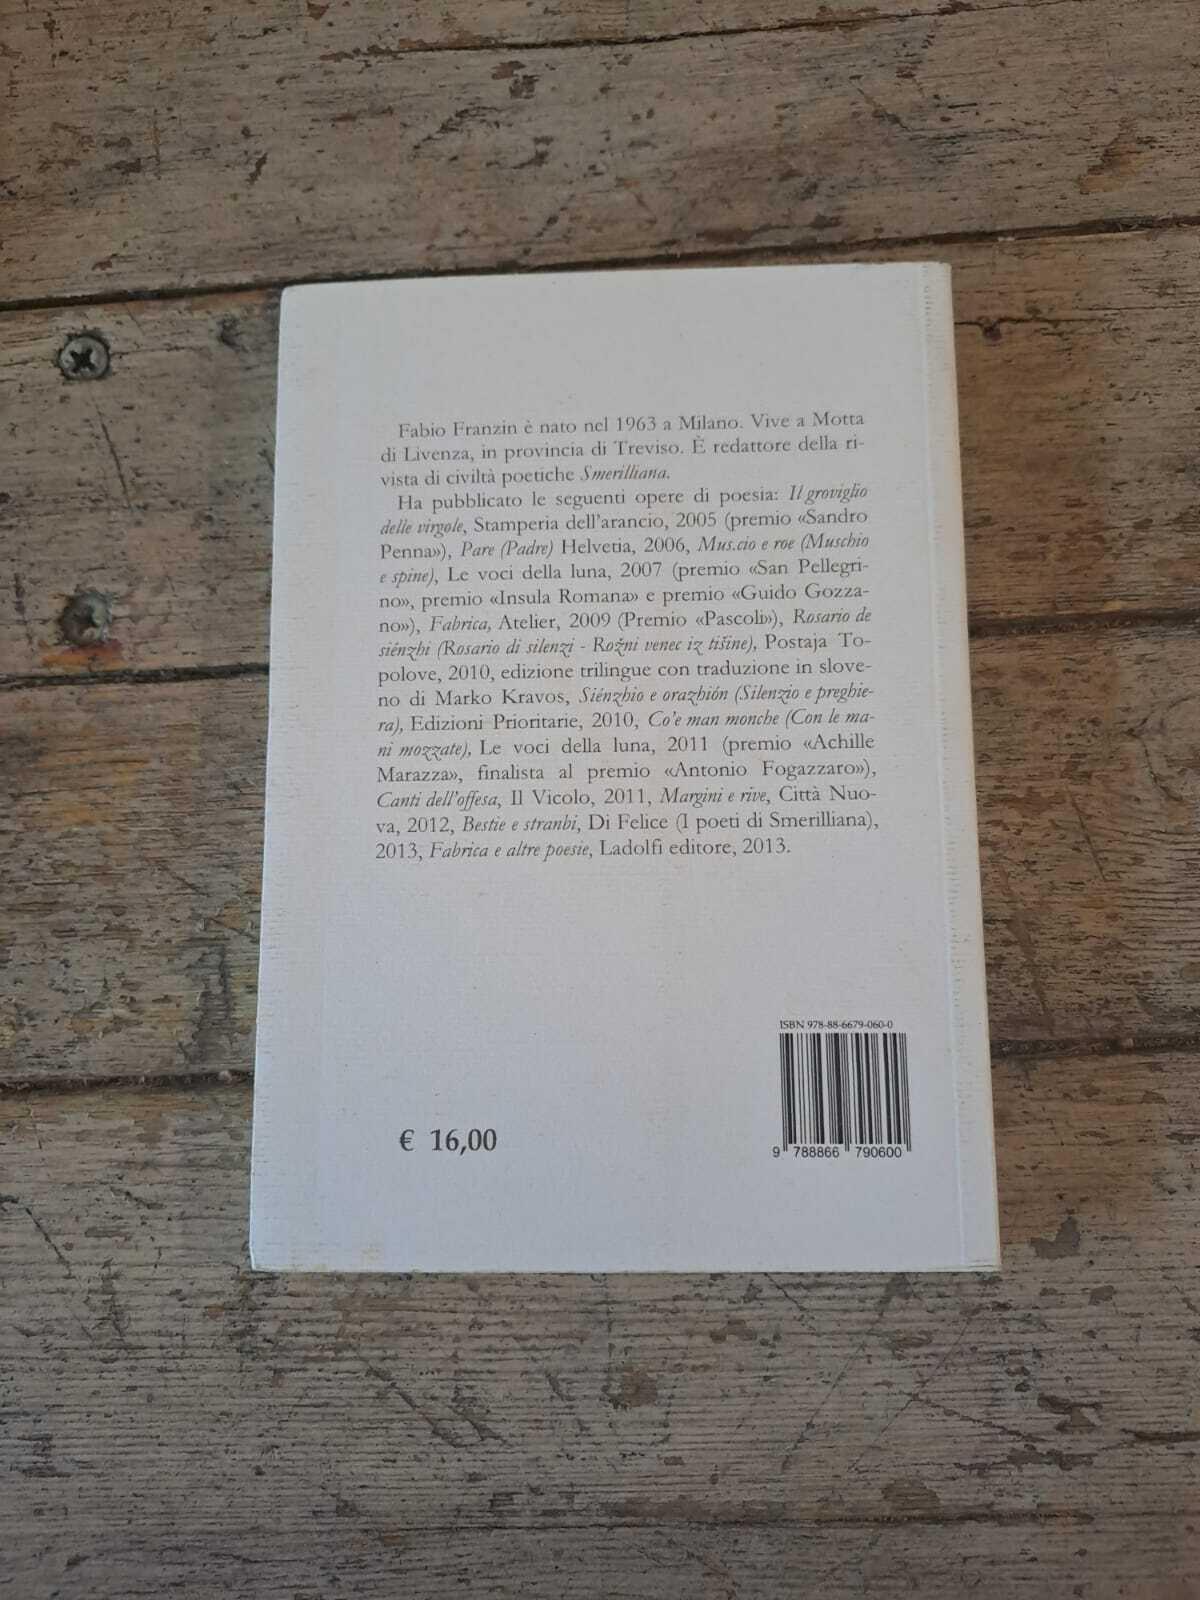 Fabio Franzin è nato nel 1963 a Milano. Vive a Motta
di Livenza, in provincia di Treviso. È redattore della ri-
vista di civiltà poetiche Smerilliana.
Ha pubblicato le seguenti opere di poesia: Il groviglio
delle virgole, Stamperia dell'arancio, 2005 (premio «Sandro
Penna»), Pare (Padre) Helvetia, 2006, Mus.cio e roe (Muschio
e spine), Le voci della luna, 2007 (premio «San Pellegri-
no», premio «Insula Romana» e premio «Guido Gozza-
no»), Fabrica, Atelier, 2009 (Premio «Pascoli»), Rosario de
siénzhi (Rosario di silenzi - Rožni venec iz tišine), Postaja To-
polove, 2010, edizione trilingue con traduzione in slove-
no di Marko Kravos, Siénzhio e orazhión (Silenzio e preghie-
ra), Edizioni Prioritarie, 2010, Co'e man monche (Con le ma-
ni mozzate), Le voci della luna, 2011 (premio «Achille
Marazza», finalista al premio «Antonio Fogazzaro»),
Canti dell'offesa, Il Vicolo, 2011, Margini e rive, Città Nuo-
va, 2012, Bestie e stranbi, Di Felice (I poeti di Smerilliana),
2013, Fabrica e altre poesie, Ladolfi editore, 2013.
ISBN 978-88-6679-060-0
€ 16,00
9 788866 790600